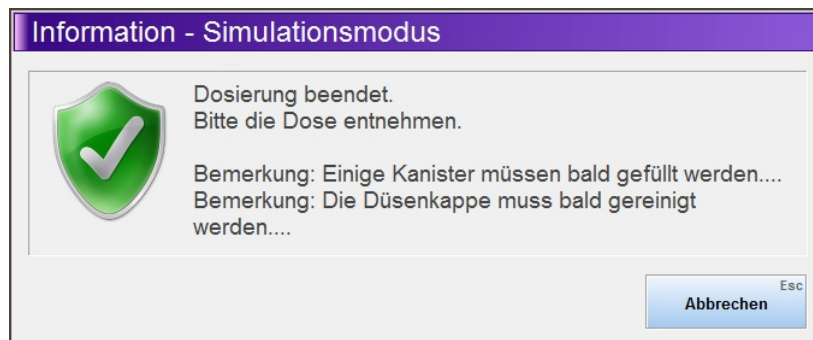 Information - Simulationsmodus
Dosierung beendet.
Bitte die Dose entnehmen.
Bemerkung: Einige Kanister müssen bald gefüllt werden....
Bemerkung: Die Düsenkappe muss bald gereinigt
werden....
Esc
Abbrechen